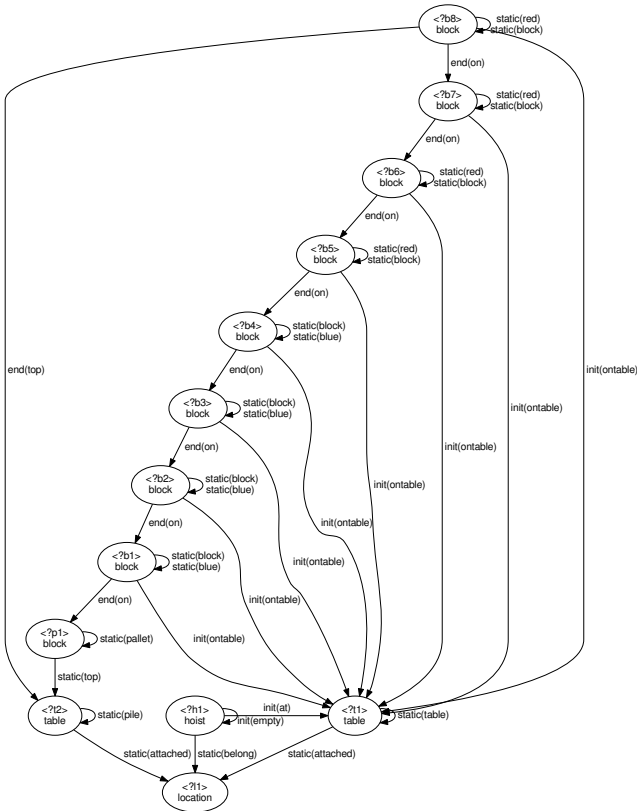 <?b8>
block
static(red)
static(block)
end(on)
<?b7>
block
static(red)
static(block)
end(on)
<?b6>
block
static(red)
static(block)
end(on)
<?b5>
block
static(red)
static(block)
end(on)
<?b4>
block
static(block)
static(blue)
end(top)
end(on)
init(ontable)
<?b3>
block
static(block)
static(blue)
init(ontable)
end(on)
init(ontable)
<?b2>
block
static(block)
static(blue)
init(ontable)
end(on)
init(ontable)
<?b1>
block
static(block)
static(blue)
init(ontable)
end(on)
init(ontable)
<?p1>
block
static(pallet)
init(ontable)
static(top)
<?t2>
table
static(pile)
<?h1>
hoist
init(at)
init(empty)
<?t1>
table
static(table)
static(attached)
static(belong)
static(attached)
<?l1>
location